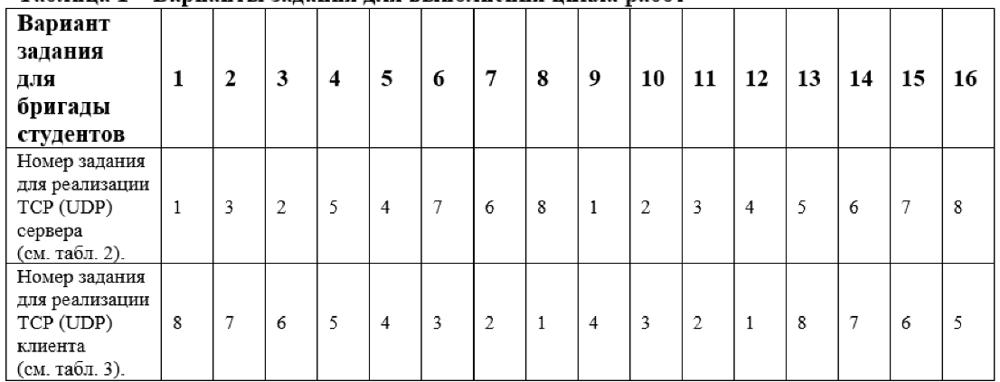 Таблица 1 – Варианты задания для выполнения цикла работ
Вариант
задания
для
бригады
студентов
1 2 3 4 5 6 7 8 9 10 11 12 13 14 15 16
Номер задания
для реализации
TCP (UDP)
сервера
(см. табл. 2).
1 3 2 5 4 7 6 8 1 2 3 4 5 6 7 8
Номер задания
для реализации
TCP (UDP)
клиента
(см. табл. 3).
8 7 6 5 4 3 2 1 4 3 2 1 8 7 6 5